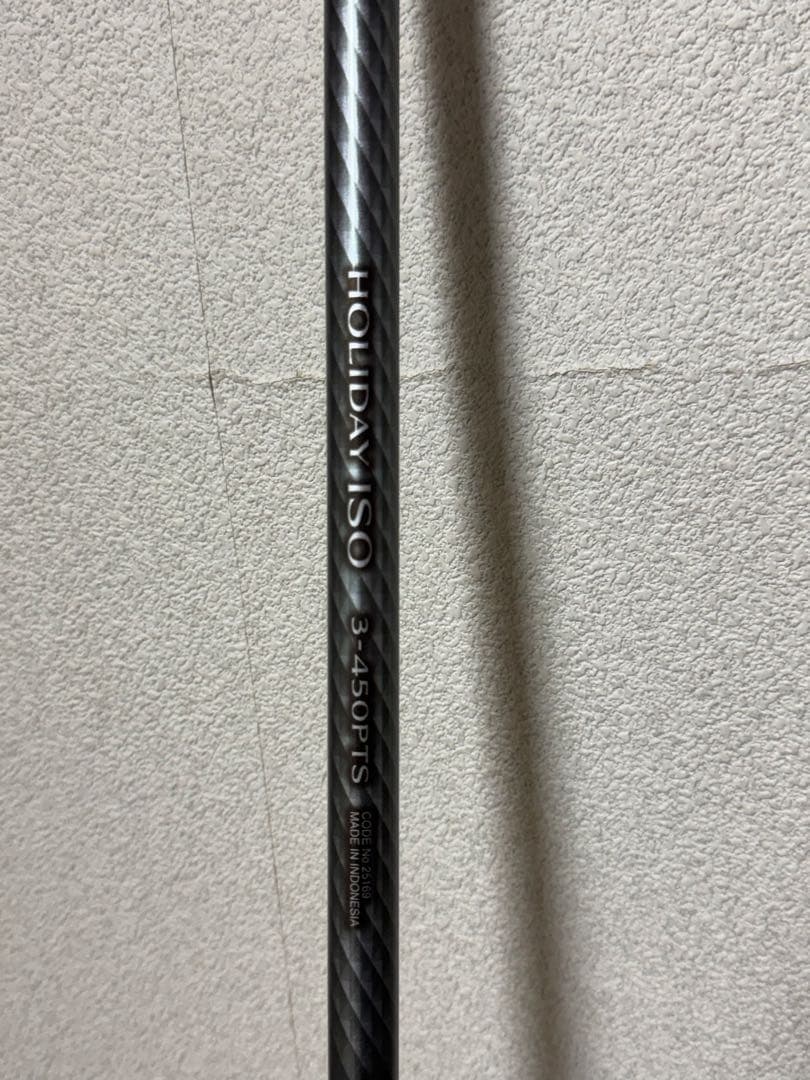 HOLIDAY ISO 3-450PTS
CODE No 25169
MADE IN INDONESIA